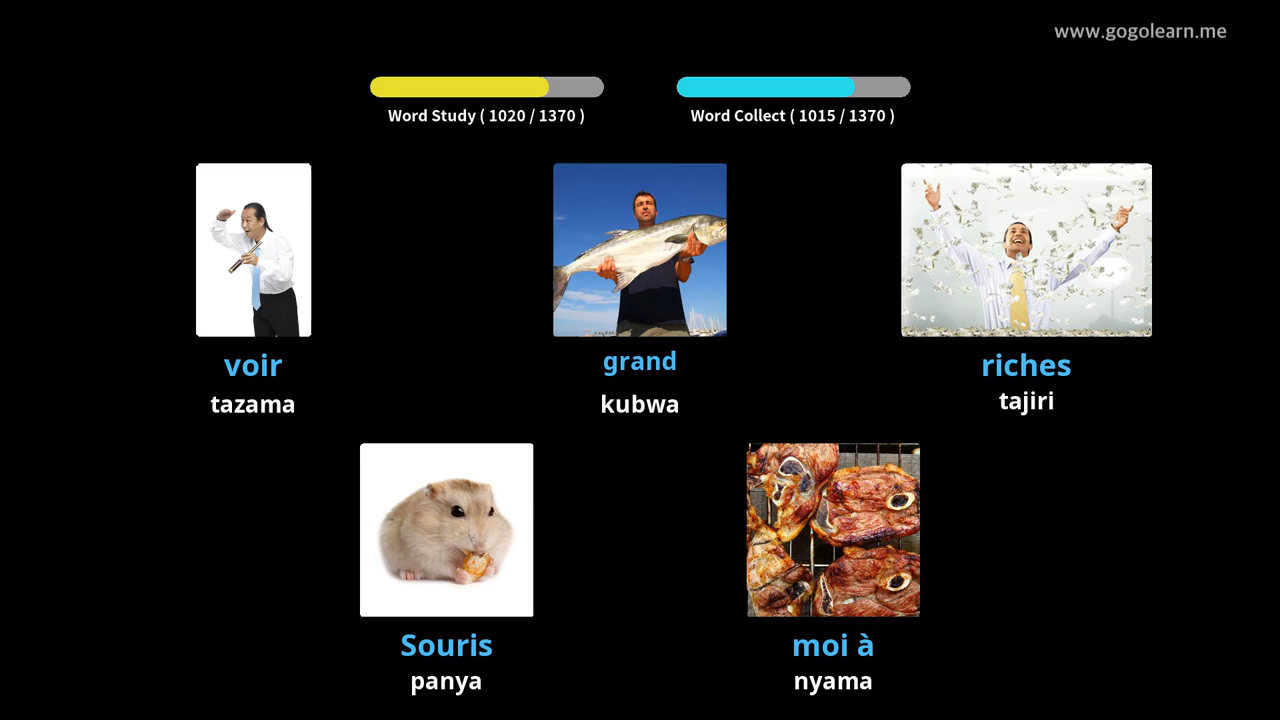 www.gogolearn.me
Word Study ( 1020 / 1370 )
Word Collect ( 1015 / 1370 )
voir
tazama
grand
kubwa
riches
tajiri
Souris
panya
moi à
nyama